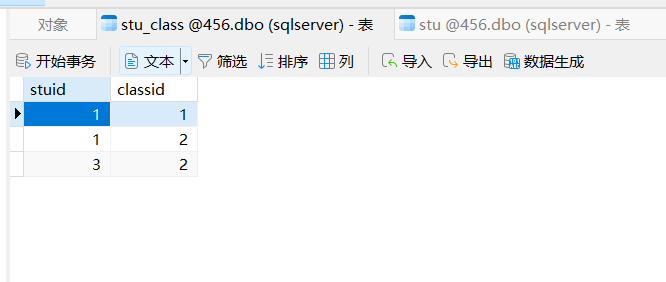 对象 stu_class @456.dbo (sqlserver) - 表 stu @456.dbo (sqlserver) - 表
开始事务 文本 筛选 排序 列 导入 导出 数据生成
stuid classid
1 1
1 2
3 2